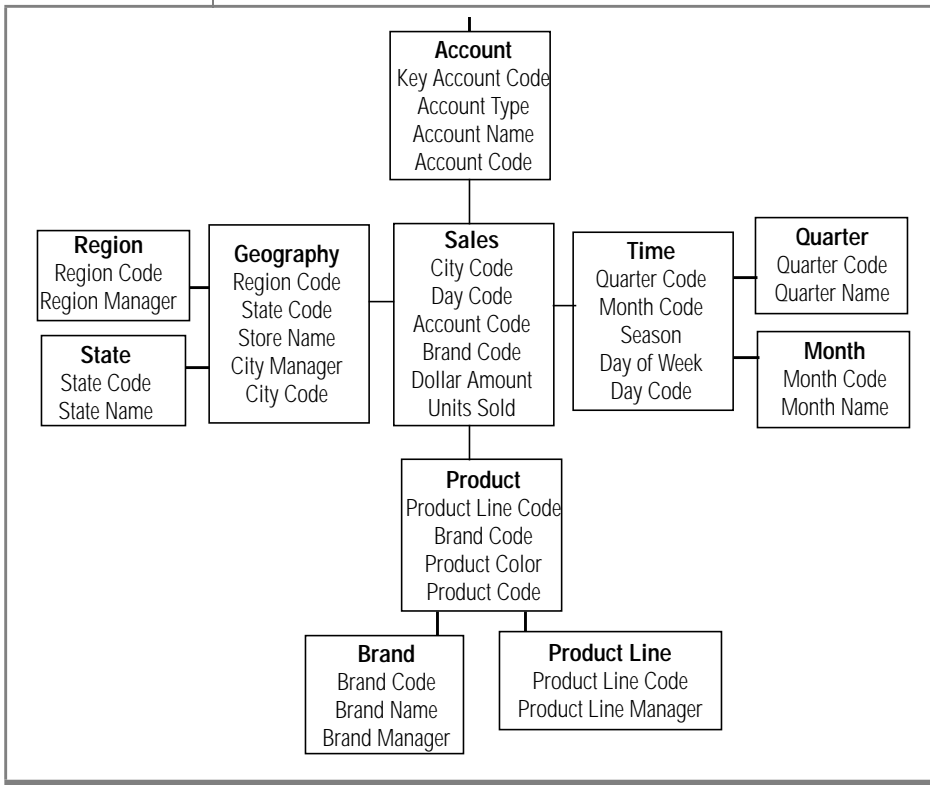 Account
Key Account Code
Account Type
Account Name
Account Code
Region
Region Code
Region Manager
State
State Code
State Name
Geography
Region Code
State Code
Store Name
City Manager
City Code
Sales
City Code
Day Code
Account Code
Brand Code
Dollar Amount
Units Sold
Time
Quarter Code
Month Code
Season
Day of Week
Day Code
Quarter
Quarter Code
Quarter Name
Month
Month Code
Month Name
Product
Product Line Code
Brand Code
Product Color
Product Code
Brand
Brand Code
Brand Name
Brand Manager
Product Line
Product Line Code
Product Line Manager